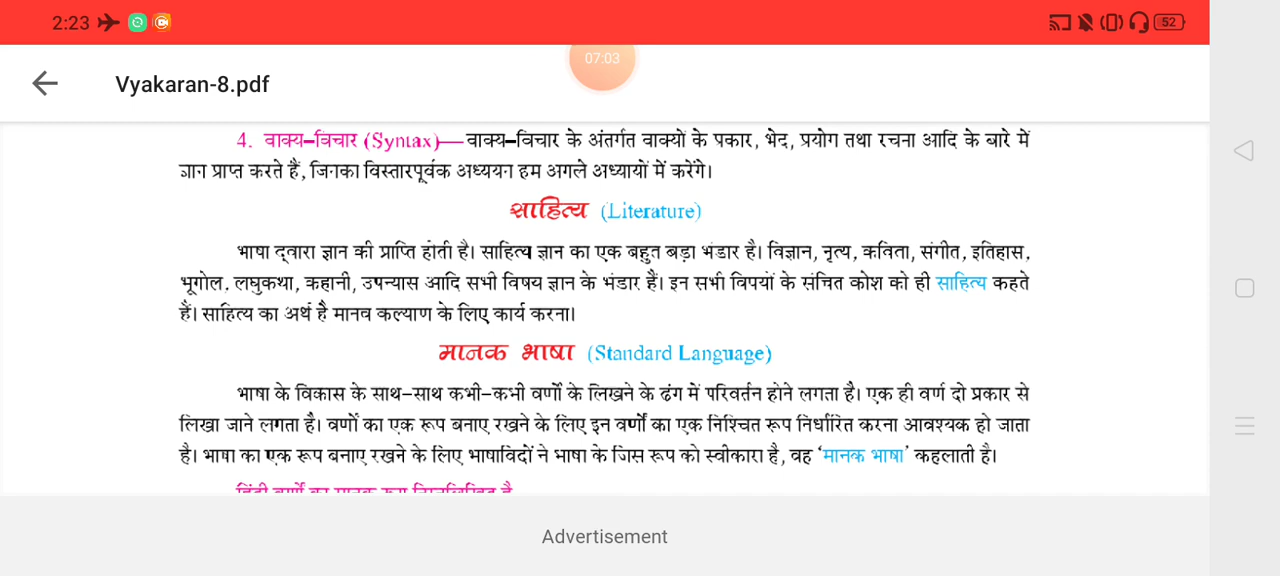 2:23
52
07:03
Vyakaran-8.pdf
4. वाक्य–विचार (Syntax)—वाक्य–विचार के अंतर्गत वाक्यों के पकार, भेद, प्रयोग तथा रचना आदि के बारे में
ज्ञान प्राप्त करते हैं, जिनका विस्तारपूर्वक अध्ययन हम अगले अध्यायों में करेंगे।
साहित्य (Literature)
भाषा द्वारा ज्ञान की प्राप्ति होती है। साहित्य ज्ञान का एक बहुत बड़ा भंडार है। विज्ञान, नृत्य, कविता, संगीत, इतिहास,
भूगोल, लघुकथा, कहानी, उपन्यास आदि सभी विषय ज्ञान के भंडार हैं। इन सभी विषयों के संचित कोश को ही साहित्य कहते
हैं। साहित्य का अर्थ है मानव कल्याण के लिए कार्य करना।
मानक भाषा (Standard Language)
भाषा के विकास के साथ–साथ कभी–कभी वर्णों के लिखने के ढंग में परिवर्तन होने लगता है। एक ही वर्ण दो प्रकार से
लिखा जाने लगता है। वर्णों का एक रूप बनाए रखने के लिए इन वर्णों का एक निश्चित रूप निर्धारित करना आवश्यक हो जाता
है। भाषा का एक रूप बनाए रखने के लिए भाषाविदों ने भाषा के जिस रूप को स्वीकारा है, वह ‘मानक भाषा’ कहलाती है।
हिंदी वर्णों का मानक रूप निम्नलिखित है
Advertisement